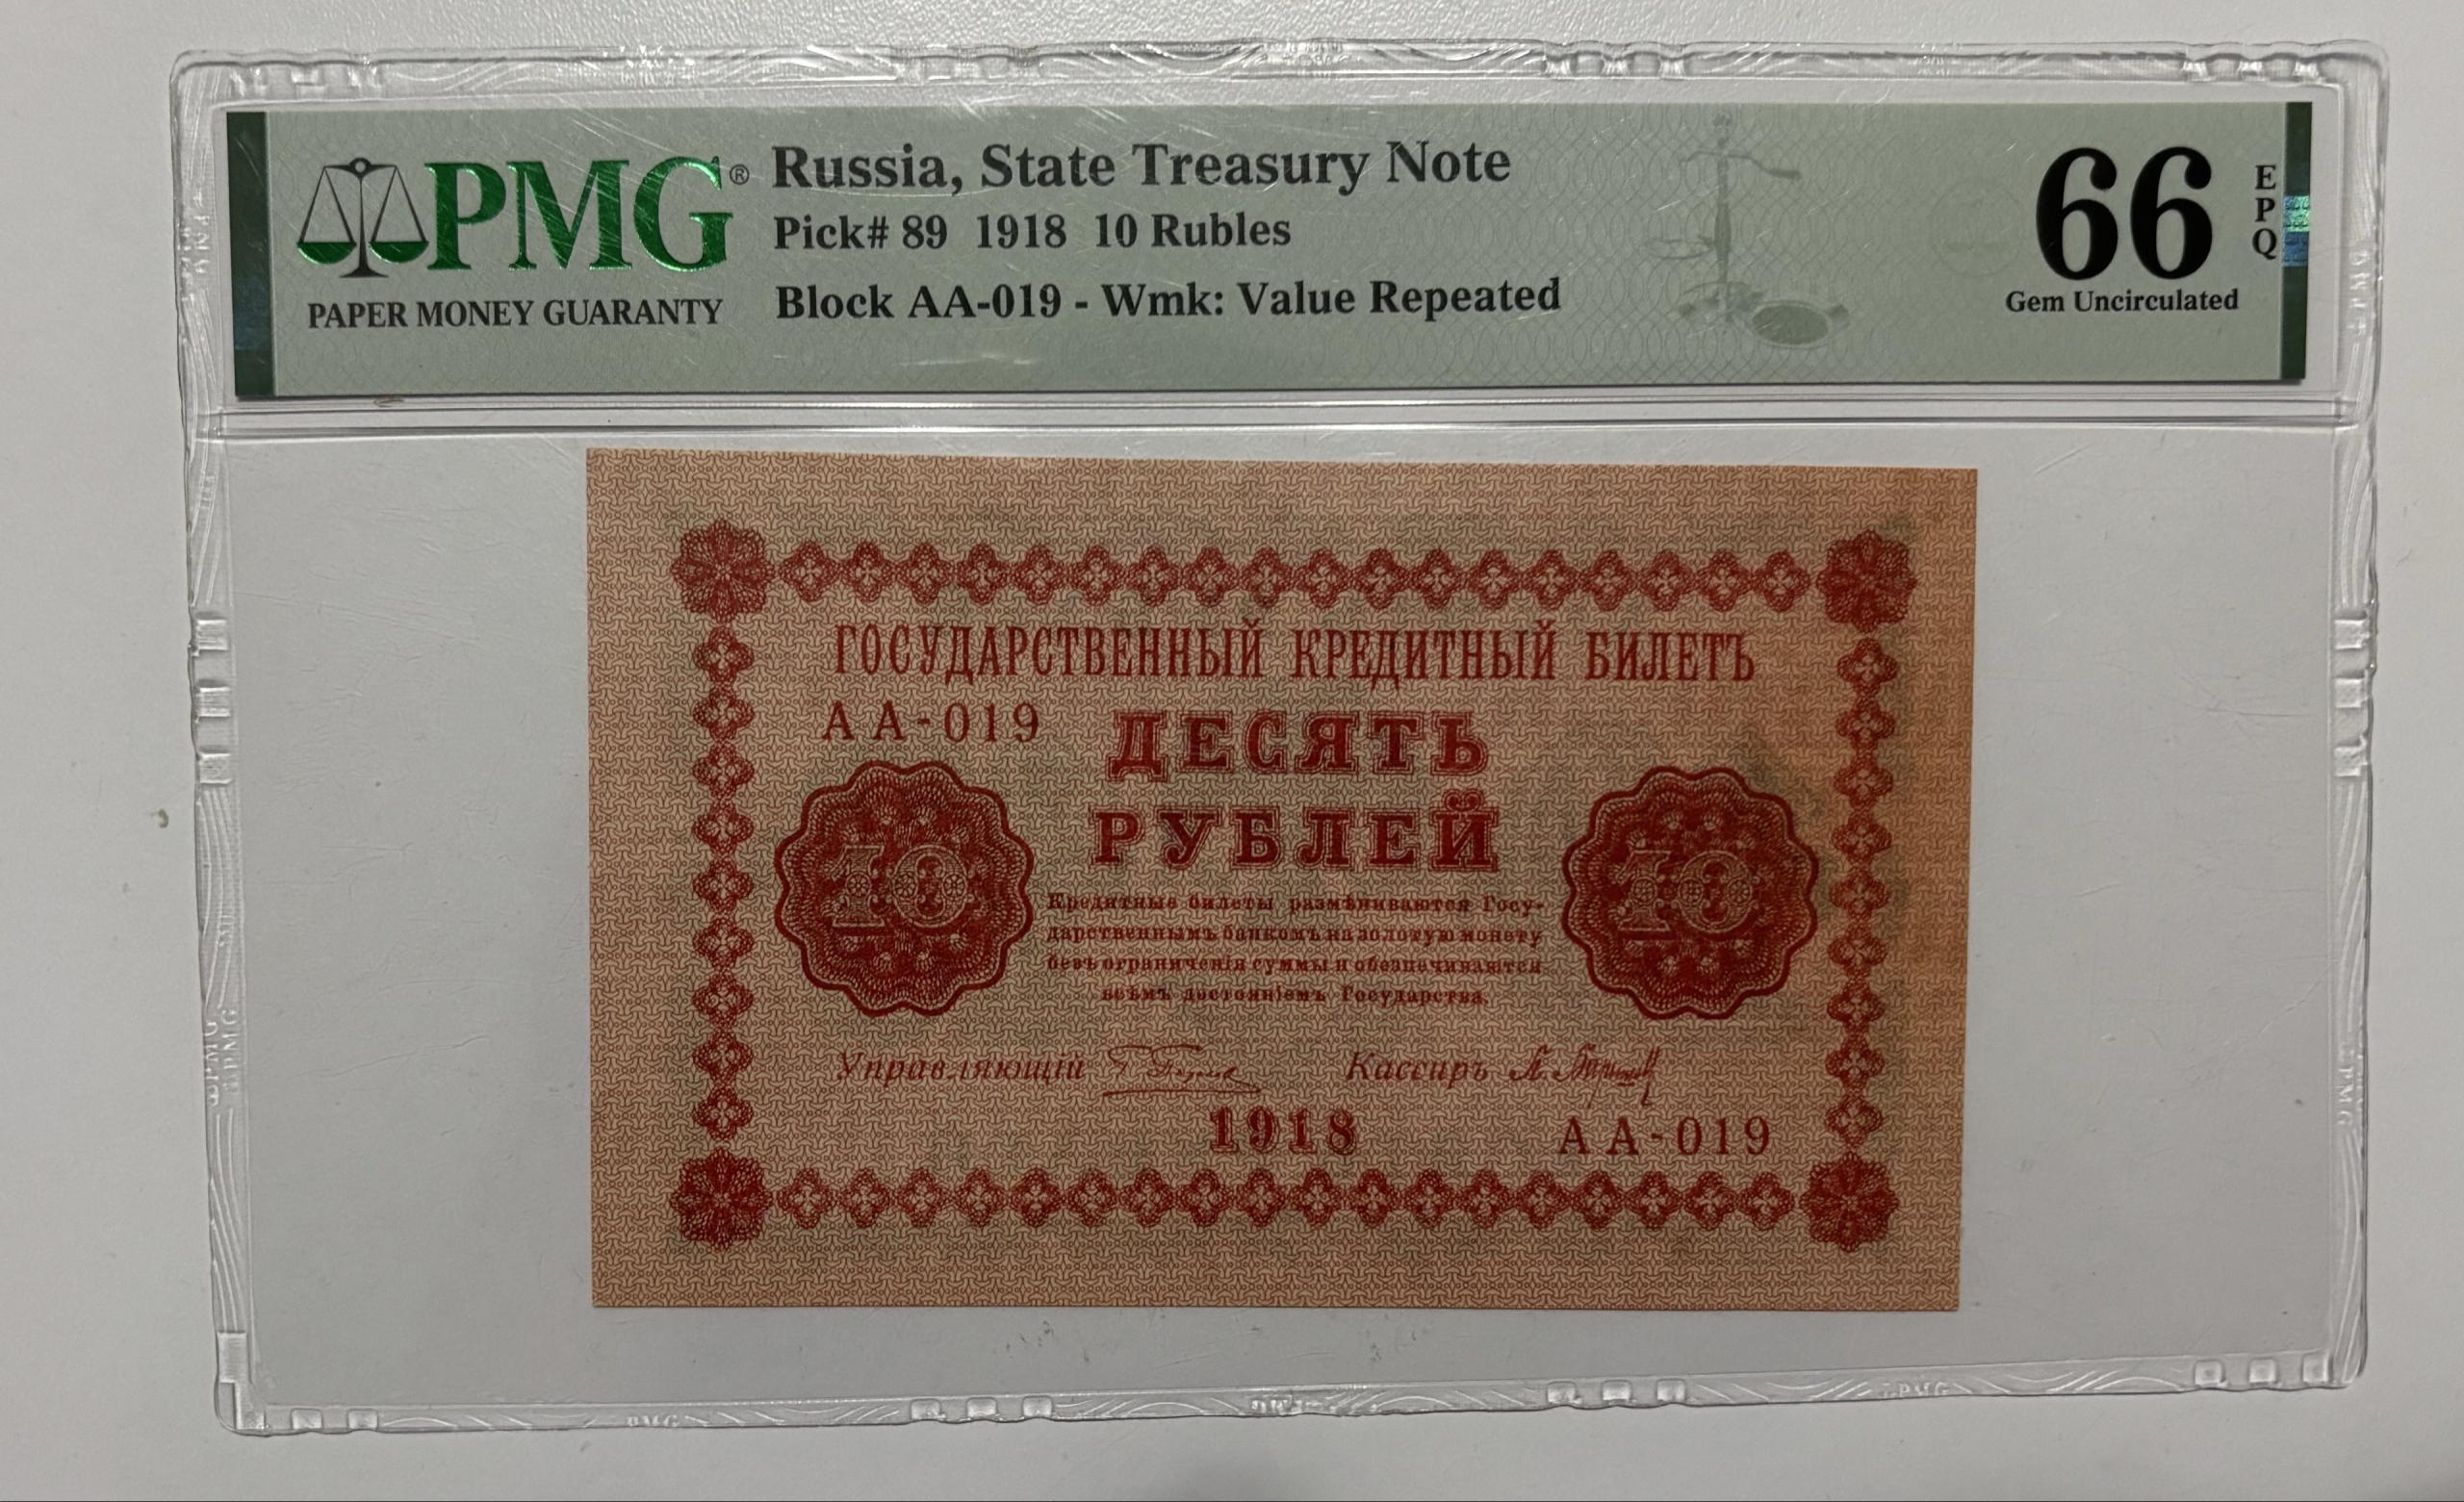 PMG®
PAPER MONEY GUARANTY
Russia, State Treasury Note
Pick# 89 1918 10 Rubles
Block AA-019 - Wmk: Value Repeated
66
EPQ
Gem Uncirculated
ГОСУДАРСТВЕННЫЙ КРЕДИТНЫЙ БИЛЕТЪ
АА-019
ДЕСЯТЬ
РУБЛЕЙ
10
10
Кредитные билеты размѣниваются Госу-
дарственнымъ банкомъ на золотую монету
безъ ограниченія суммы и обезпечиваются
всѣмъ достояніемъ Государства.
Управляющій
Кассиръ
1918
АА-019